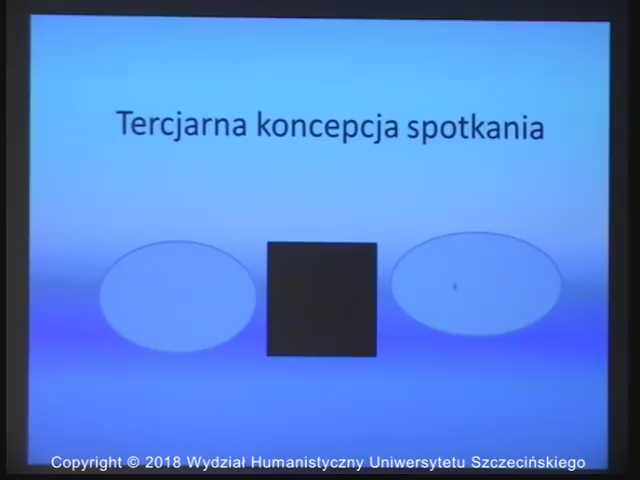 Tercjarna koncepcja spotkania
Copyright © 2018 Wydział Humanistyczny Uniwersytetu Szczecińskiego